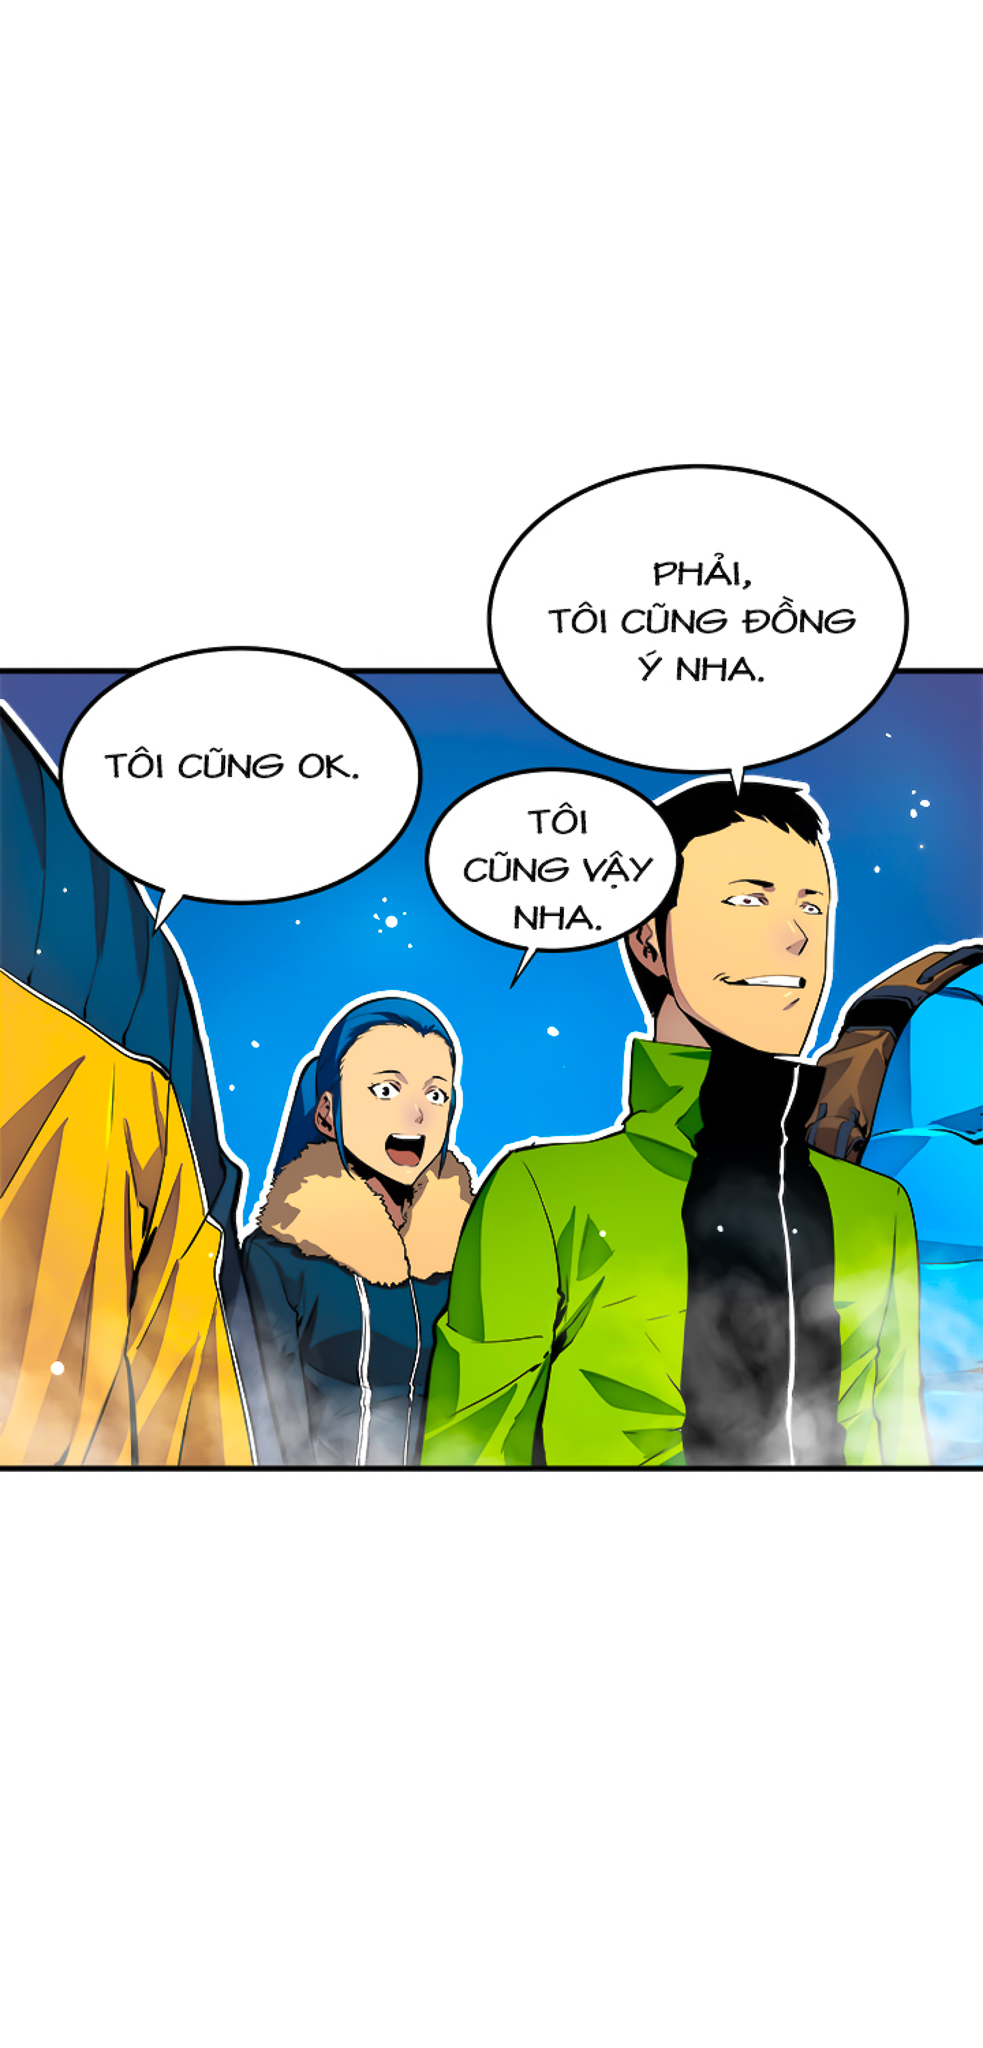 PHẢI,
TÔI CŨNG ĐỒNG
Ý NHA.
TÔI CŨNG OK.
TÔI
CŨNG VẬY
NHA.